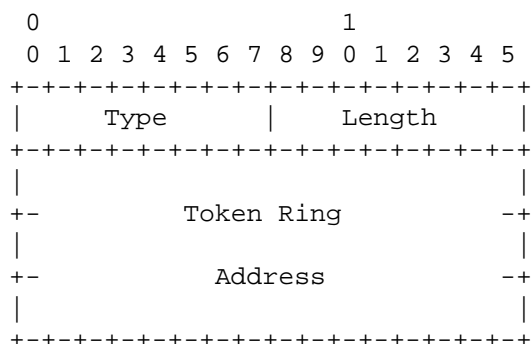 0                   1
 0 1 2 3 4 5 6 7 8 9 0 1 2 3 4 5
+-+-+-+-+-+-+-+-+-+-+-+-+-+-+-+-+
|      Type     |    Length     |
+-+-+-+-+-+-+-+-+-+-+-+-+-+-+-+-+
|                               |
+-          Token Ring         -+
|                               |
+-           Address           -+
|                               |
+-+-+-+-+-+-+-+-+-+-+-+-+-+-+-+-+